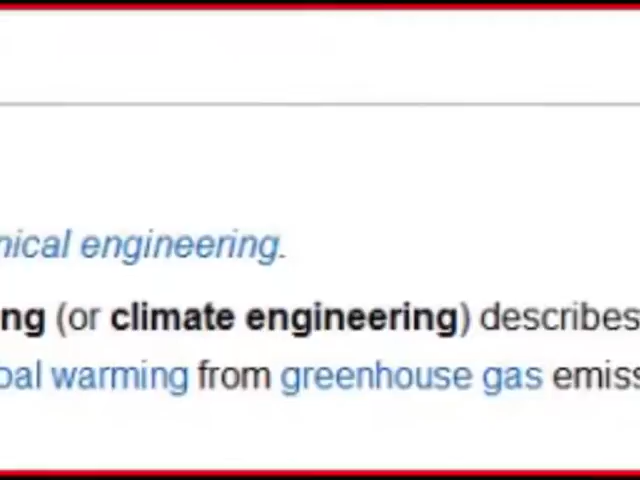 nical engineering.
ng (or climate engineering) describes
bal warming from greenhouse gas emiss